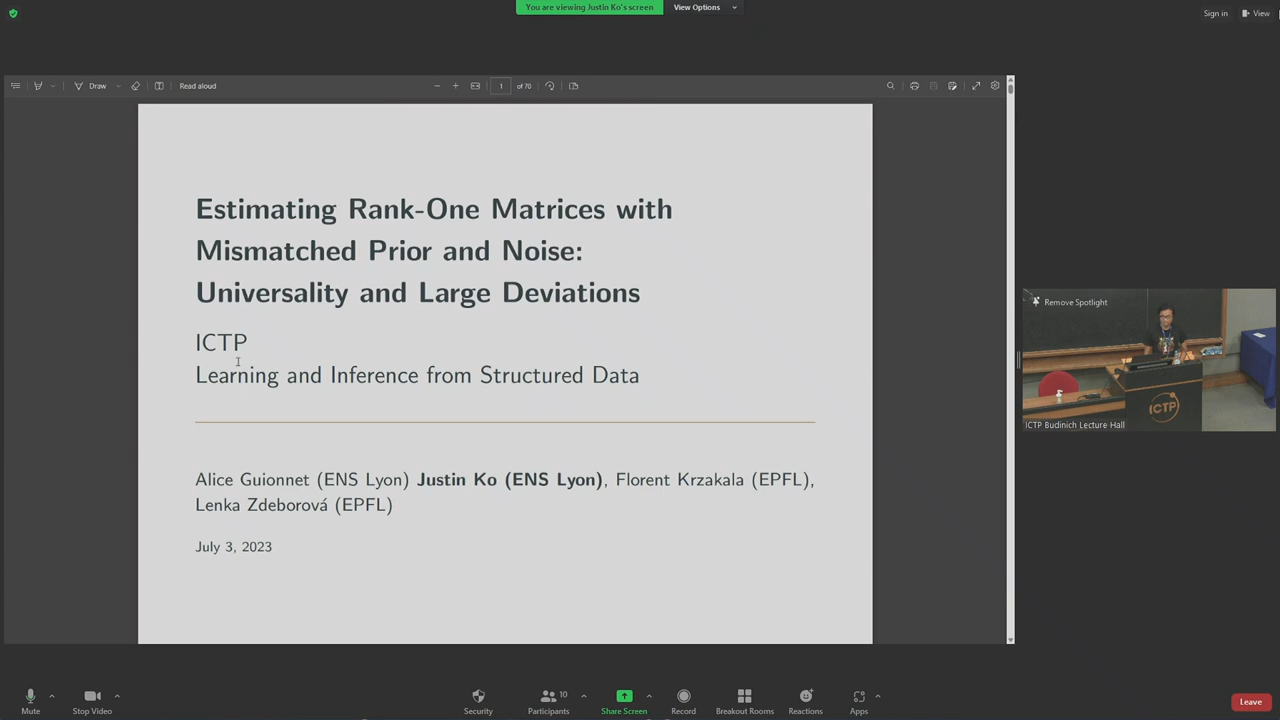 You are viewing Justin Ko's screen
View Options
Sign in
View
Draw
Read aloud
1
of 70
Estimating Rank-One Matrices with
Mismatched Prior and Noise:
Universality and Large Deviations
ICTP
Learning and Inference from Structured Data
Alice Guionnet (ENS Lyon) Justin Ko (ENS Lyon), Florent Krzakala (EPFL),
Lenka Zdeborová (EPFL)
July 3, 2023
Remove Spotlight
ICTP
ICTP Budinich Lecture Hall
Mute
Stop Video
Security
Participants
10
Share Screen
Record
Breakout Rooms
Reactions
Apps
Leave